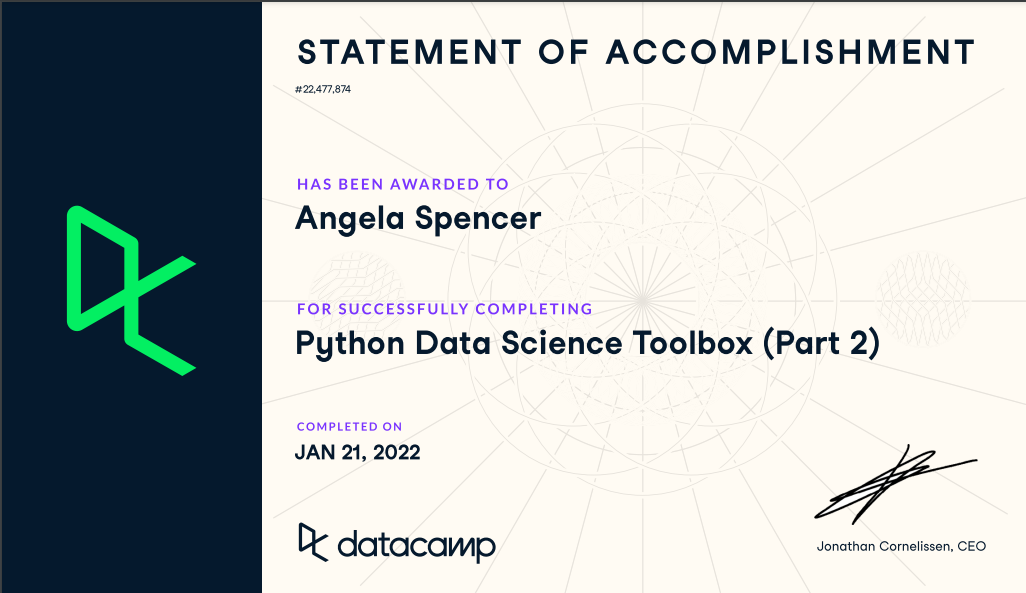 STATEMENT OF ACCOMPLISHMENT
#22,477,874
HAS BEEN AWARDED TO
Angela Spencer
FOR SUCCESSFULLY COMPLETING
Python Data Science Toolbox (Part 2)
COMPLETED ON
JAN 21, 2022
datacamp
Jonathan Cornelissen, CEO